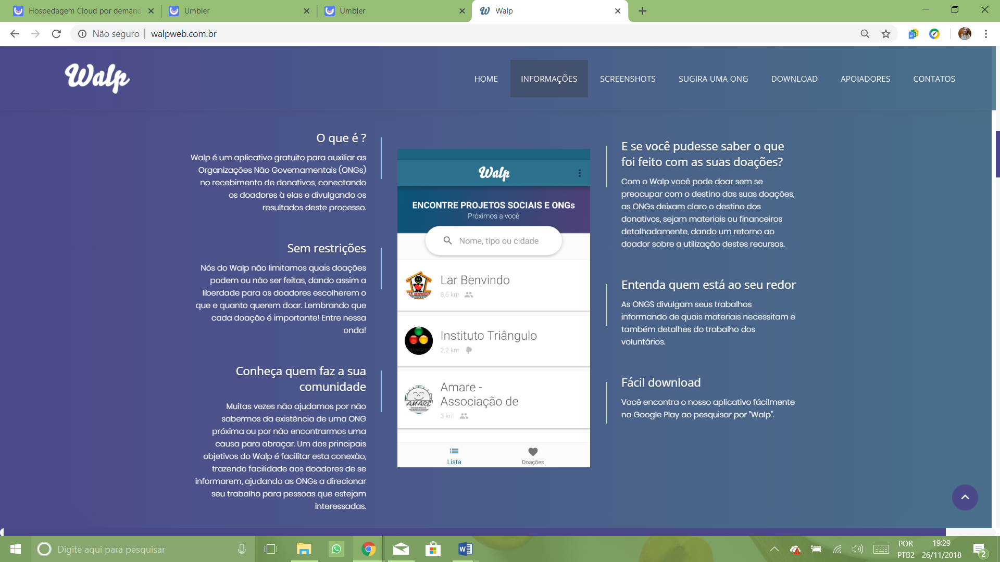 Hospedagem Cloud por demand
Umbler
Umbler
Walp
Não seguro | walpweb.com.br
Walp
HOME
INFORMAÇÕES
SCREENSHOTS
SUGIRA UMA ONG
DOWNLOAD
APOIADORES
CONTATOS
O que é ?
Walp é um aplicativo gratuito para auxiliar as
Organizações Não Governamentais (ONGs)
no recebimento de donativos, conectando
os doadores à elas e divulgando os
resultados deste processo.
Sem restrições
Nós do Walp não limitamos quais doações
podem ou não ser feitas, dando assim a
liberdade para os doadores escolherem o
que e quanto querem doar. Lembrando que
cada doação é importante! Entre nessa
onda!
Conheça quem faz a sua
comunidade
Muitas vezes não ajudamos por não
sabermos da existência de uma ONG
próxima ou por não encontrarmos uma
causa para abraçar. Um dos principais
objetivos do Walp é facilitar esta conexão,
trazendo facilidade aos doadores de se
informarem, ajudando as ONGs a direcionar
seu trabalho para pessoas que estejam
interessadas.
Walp
ENCONTRE PROJETOS SOCIAIS E ONGs
Próximos a você
Nome, tipo ou cidade
Lar Benvindo
8,6 km
Instituto Triângulo
2,2 km
AMARE
Amare -
Associação de
3 km
Lista
Doações
E se você pudesse saber o que
foi feito com as suas doações?
Com o Walp você pode doar sem se
preocupar com o destino das suas doações,
as ONGs deixam claro o destino dos
donativos, sejam materiais ou financeiros
detalhadamente, dando um retorno ao
doador sobre a utilização destes recursos.
Entenda quem está ao seu redor
As ONGS divulgam seus trabalhos
informando de quais materiais necessitam e
também detalhes do trabalho dos
voluntários.
Fácil download
Você encontra o nosso aplicativo fácilmente
na Google Play ao pesquisar por "Walp".
Digite aqui para pesquisar
POR
PTB2
19:29
26/11/2018
2